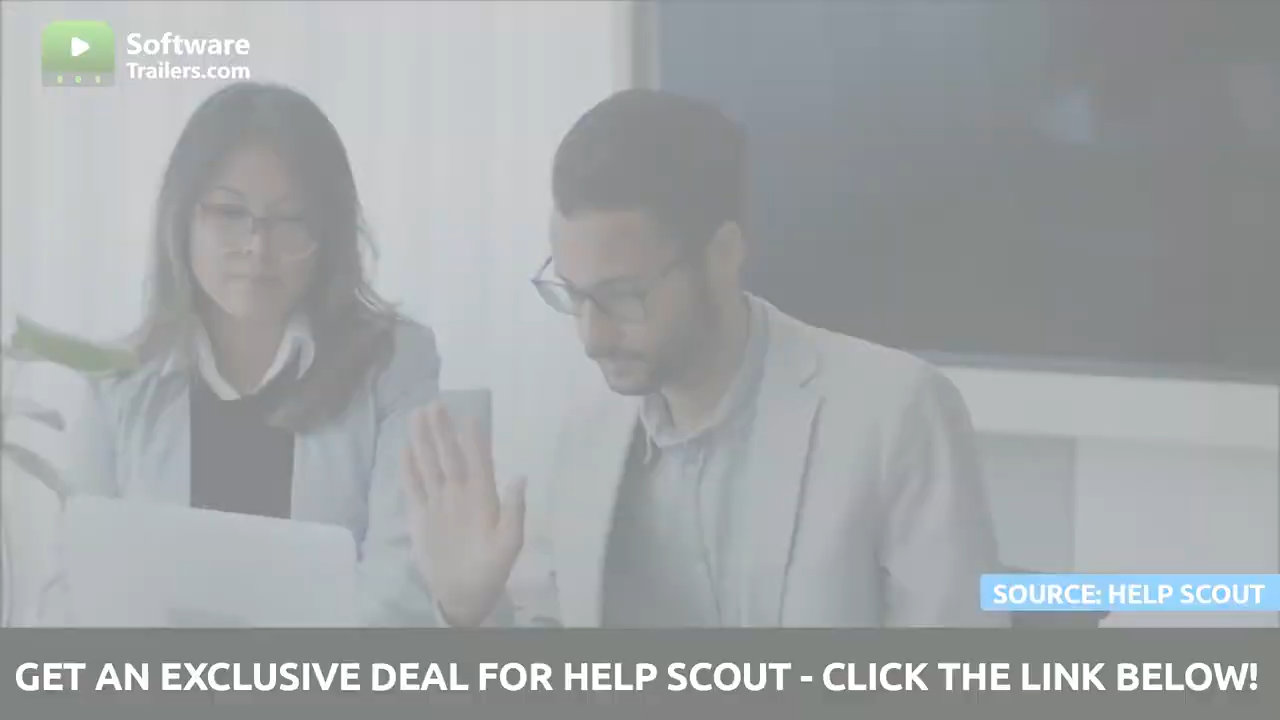 Software
Trailers.com
SOURCE: HELP SCOUT
GET AN EXCLUSIVE DEAL FOR HELP SCOUT - CLICK THE LINK BELOW!